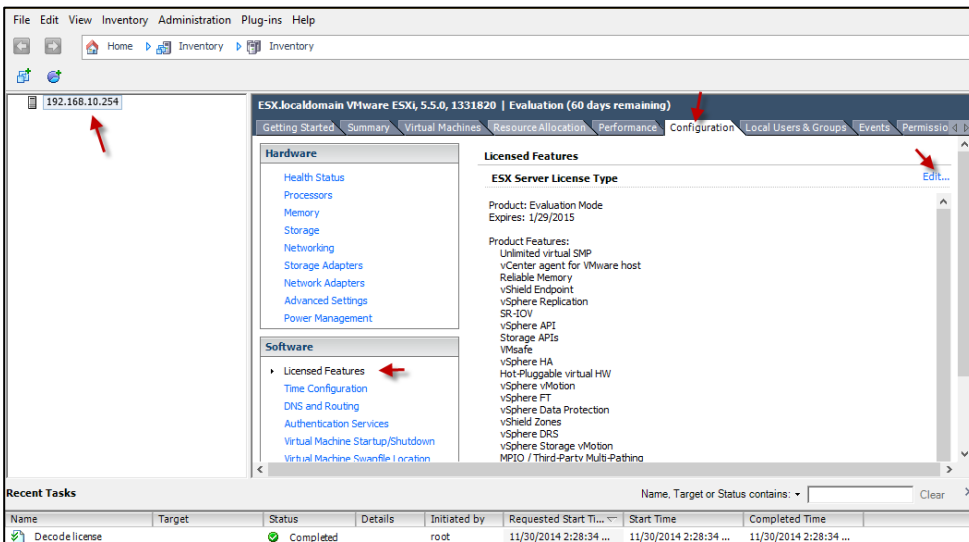 File Edit View Inventory Administration Plug-ins Help
Home Inventory Inventory
192.168.10.254
ESX.localdomain VMware ESXi, 5.5.0, 1331820 | Evaluation (60 days remaining)
Getting Started Summary Virtual Machines Resource Allocation Performance Configuration Local Users & Groups Events Permissio
Hardware
Health Status
Processors
Memory
Storage
Networking
Storage Adapters
Network Adapters
Advanced Settings
Power Management
Software
Licensed Features
Time Configuration
DNS and Routing
Authentication Services
Virtual Machine Startup/Shutdown
Virtual Machine Swapfile Location
Licensed Features
ESX Server License Type Edit...
Product: Evaluation Mode
Expires: 1/29/2015
Product Features:
Unlimited virtual SMP
vCenter agent for VMware host
Reliable Memory
vShield Endpoint
vSphere Replication
SR-IOV
vSphere API
Storage APIs
VMsafe
vSphere HA
Hot-Pluggable virtual HW
vSphere vMotion
vSphere FT
vSphere Data Protection
vShield Zones
vSphere DRS
vSphere Storage vMotion
MPIO / Third-Party Multi-Pathing
Recent Tasks Name, Target or Status contains: Clear
Name Target Status Details Initiated by Requested Start Ti... Start Time Completed Time
Decode license Completed root 11/30/2014 2:28:34 ... 11/30/2014 2:28:34 ... 11/30/2014 2:28:34 ...